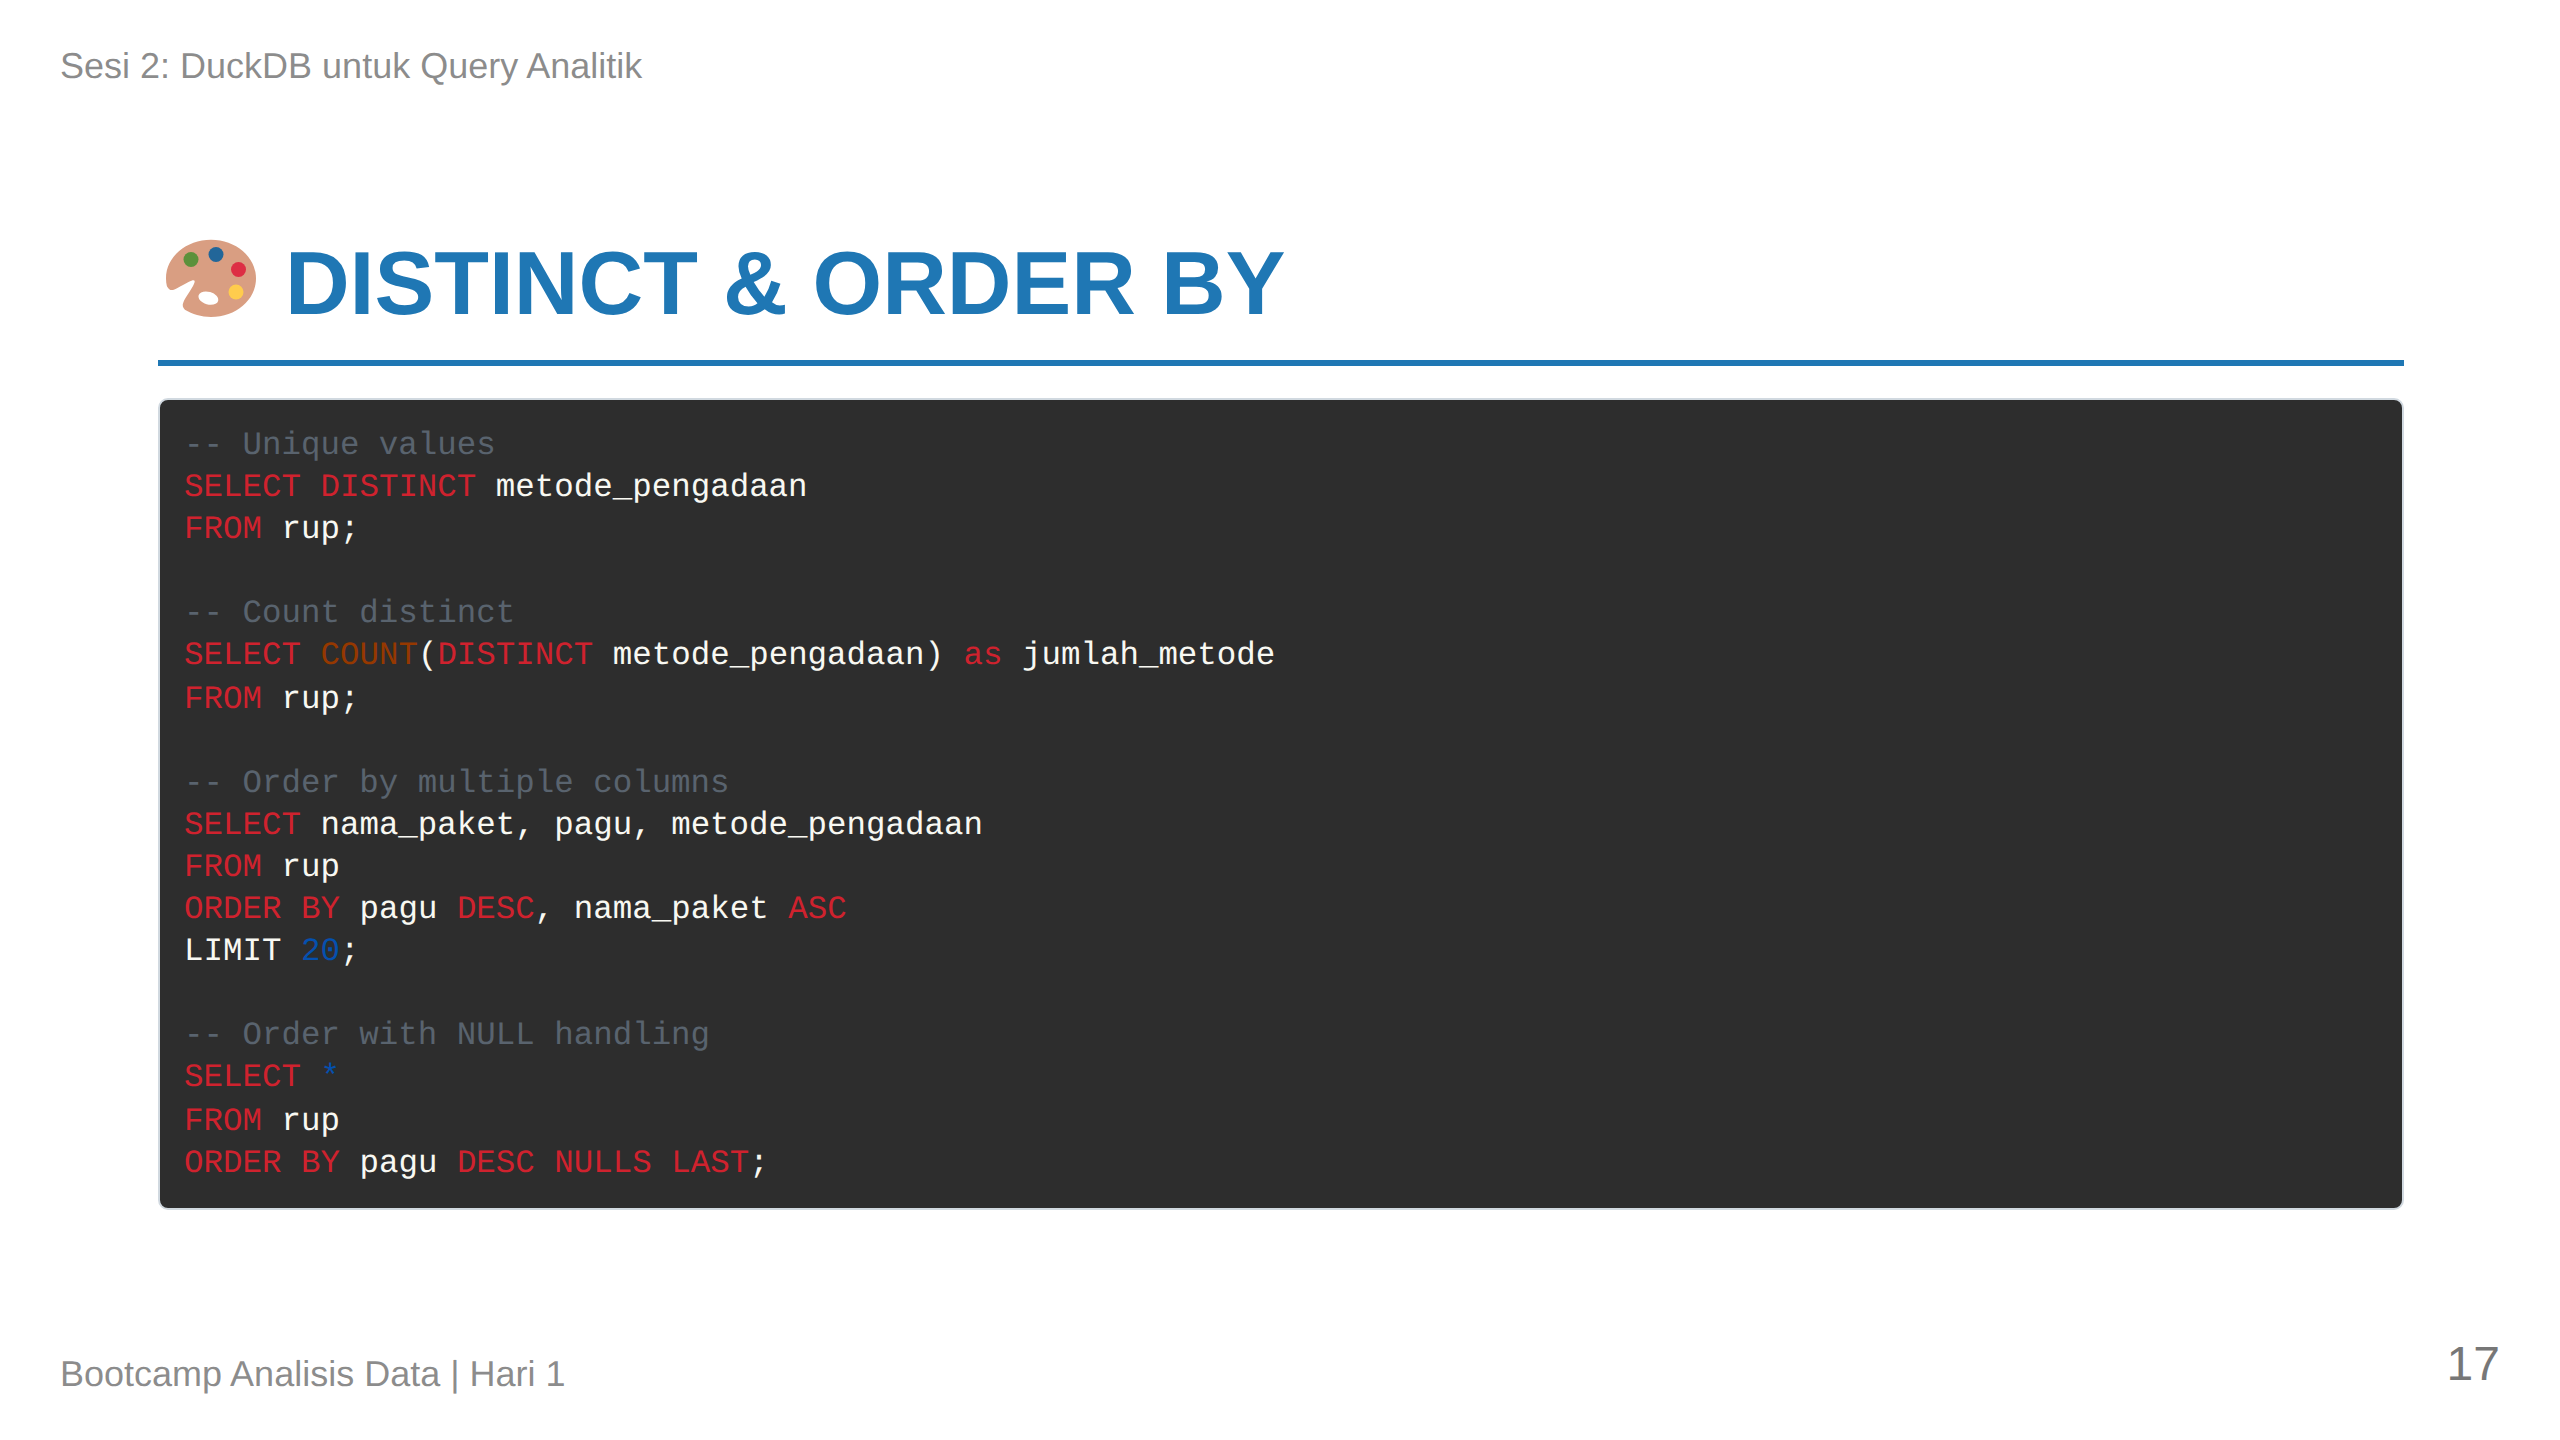 Sesi 2: DuckDB untuk Query Analitik
DISTINCT & ORDER BY
-- Unique values
SELECT DISTINCT metode_pengadaan
FROM rup;
-- Count distinct
SELECT COUNT(DISTINCT metode_pengadaan) as jumlah_metode
FROM rup;
-- Order by multiple columns
SELECT nama_paket, pagu, metode_pengadaan
FROM rup
ORDER BY pagu DESC, nama_paket ASC
LIMIT 20;
-- Order with NULL handling
SELECT *
FROM rup
ORDER BY pagu DESC NULLS LAST;
Bootcamp Analisis Data | Hari 1
17